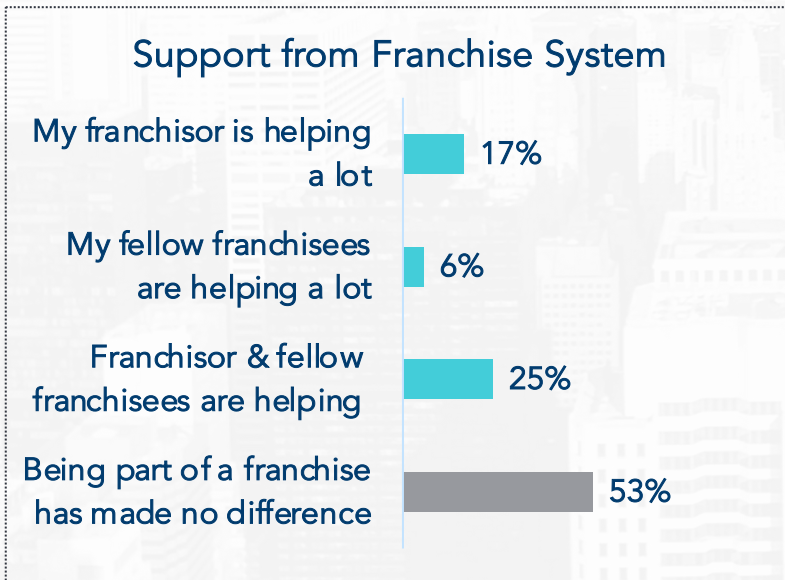 Support from Franchise System
My franchisor is helping
a lot
17%
My fellow franchisees
are helping a lot
6%
Franchisor & fellow
franchisees are helping
25%
Being part of a franchise
has made no difference
53%